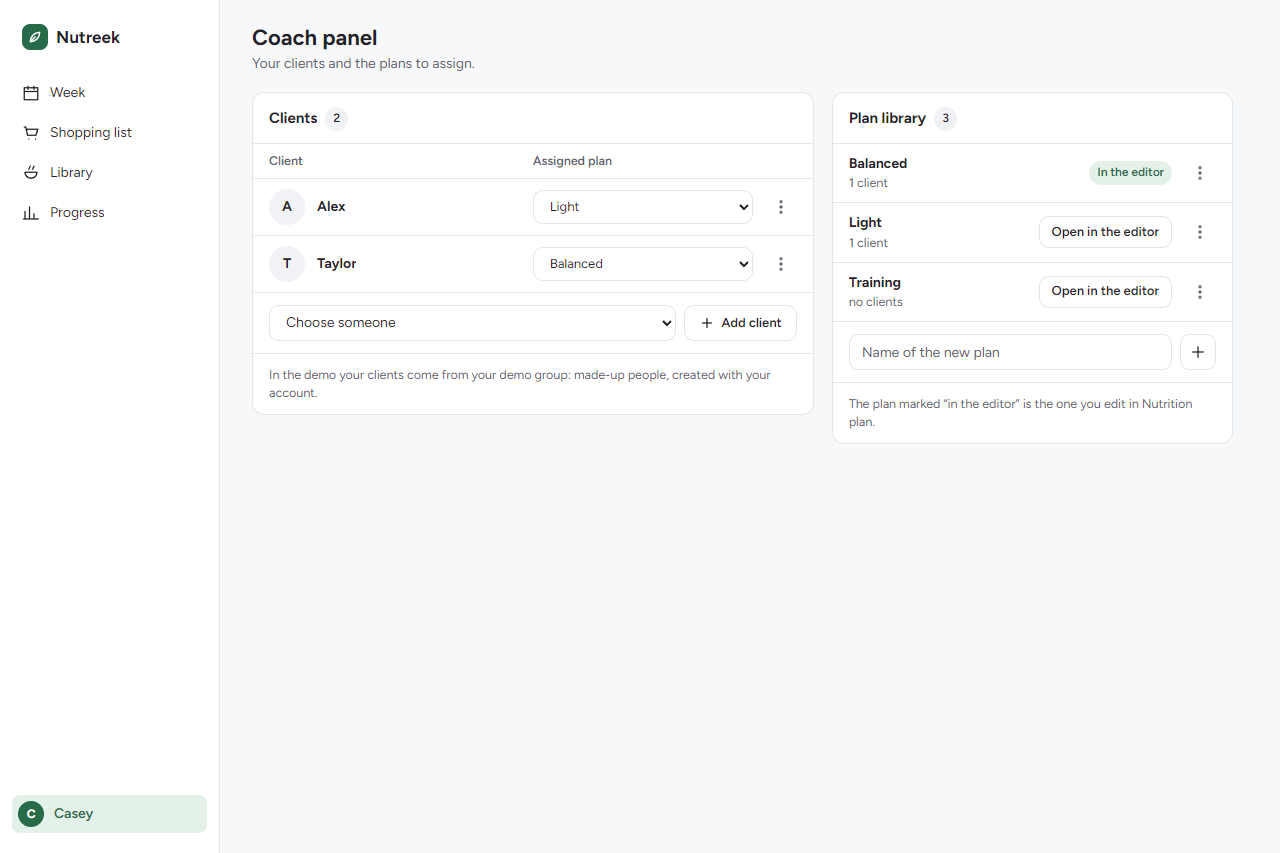 Nutreek
Week
Shopping list
Library
Progress
C Casey
Coach panel
Your clients and the plans to assign.
Clients 2
Client Assigned plan
A Alex Light
T Taylor Balanced
Choose someone Add client
In the demo your clients come from your demo group: made-up people, created with your
account.
Plan library 3
Balanced
1 client
In the editor
Light
1 client
Open in the editor
Training
no clients
Open in the editor
Name of the new plan
The plan marked “in the editor” is the one you edit in Nutrition
plan.